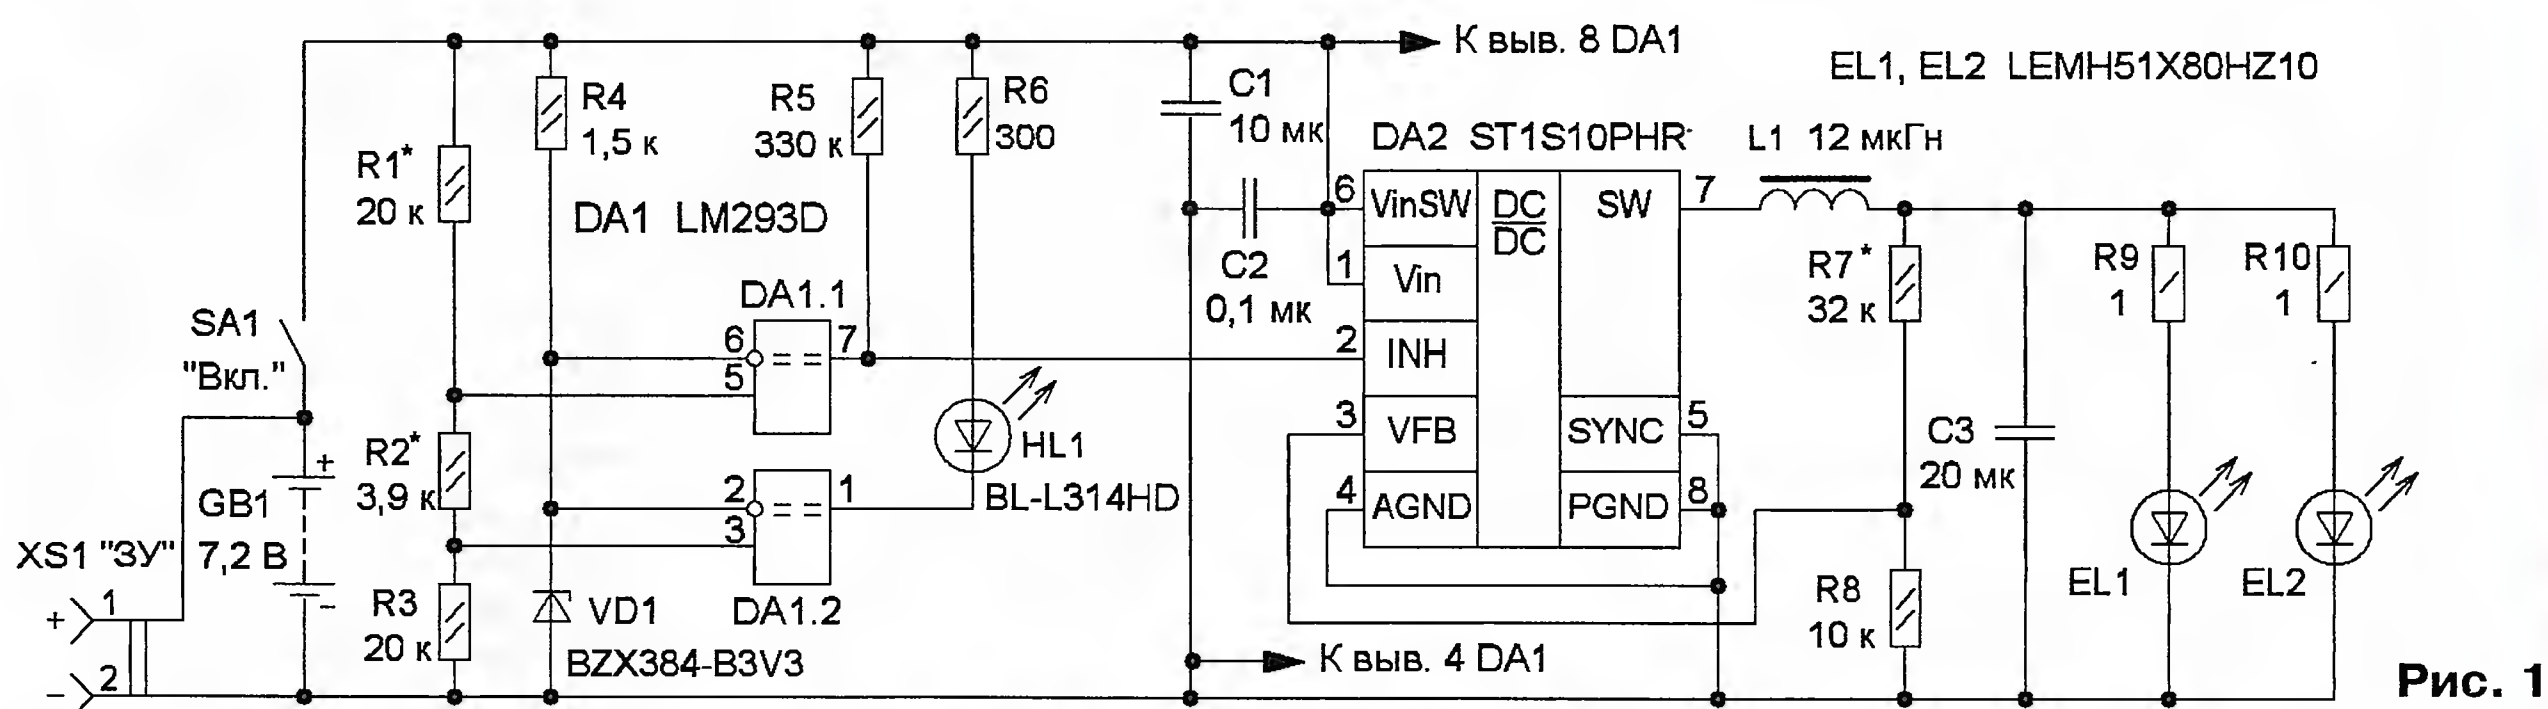 К выв. 8 DA1
EL1, EL2 LEMH51X80HZ10
R4
1,5 к
R5
330 к
R6
300
C1
10 мк
DA2 ST1S10PHR
L1 12 мкГн
R1*
20 к
DA1 LM293D
6
VinSW
DC
DC
SW
7
C2
0,1 мк
1
Vin
R7*
32 к
R9
1
R10
1
SA1
"Вкл."
DA1.1
6
= =
7
5
2
INH
3
VFB
SYNC
5
HL1
BL-L314HD
C3
20 мк
R2*
3,9 к
GB1
7,2 В
+
−
2
= =
1
3
DA1.2
4
AGND
PGND
8
XS1 "ЗУ"
+
1
−
2
R3
20 к
VD1
BZX384-B3V3
R8
10 к
EL1
EL2
К выв. 4 DA1
Рис. 1